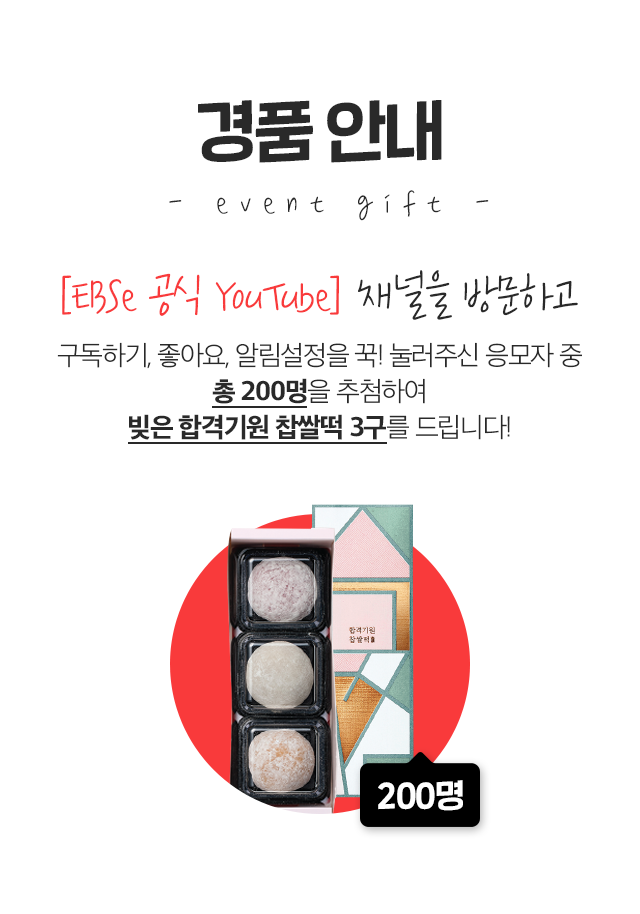 경품 안내
- event gift -
[EBSe 공식 YouTube] 채널을 방문하고
구독하기, 좋아요, 알림설정을 꾹! 눌러주신 응모자 중
총 200명을 추첨하여
빚은 합격기원 찹쌀떡 3구를 드립니다!
합격기원
찹쌀떡
200명